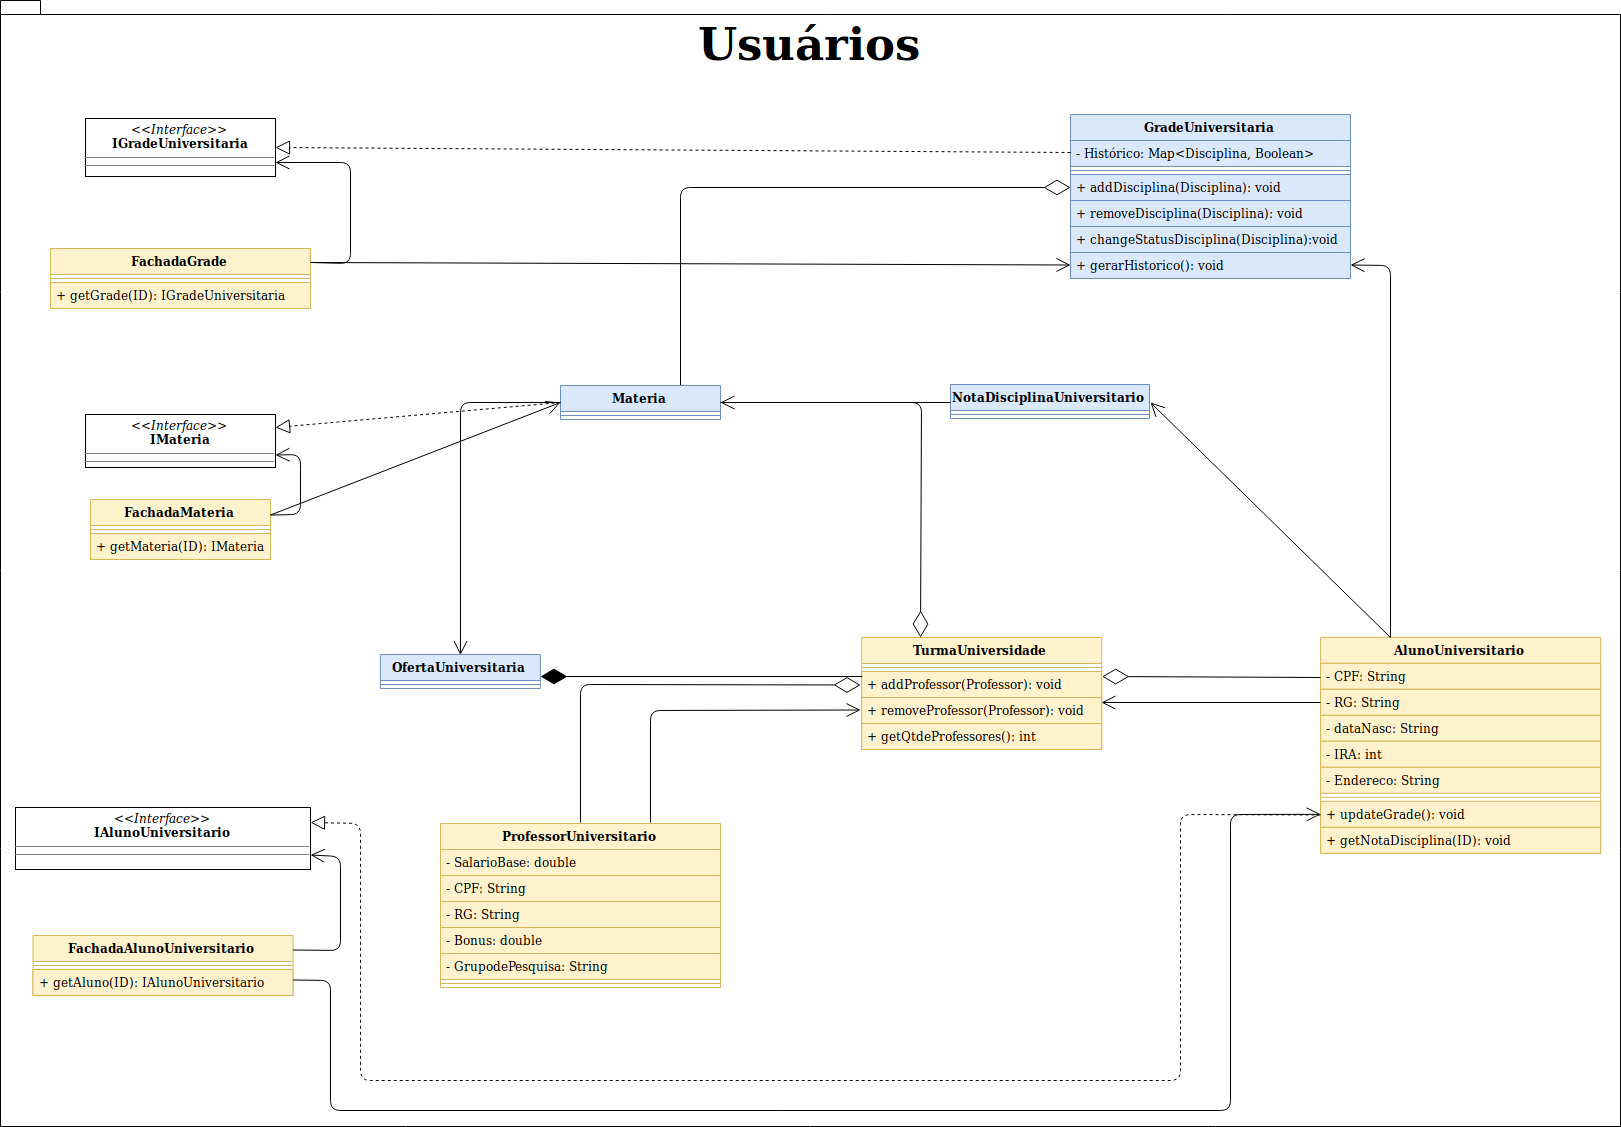 Usuários
<<Interface>>
IGradeUniversitaria
GradeUniversitaria
- Histórico: Map<Disciplina, Boolean>
+ addDisciplina(Disciplina): void
+ removeDisciplina(Disciplina): void
+ changeStatusDisciplina(Disciplina):void
+ gerarHistorico(): void
FachadaGrade
+ getGrade(ID): IGradeUniversitaria
Materia
NotaDisciplinaUniversitario
<<Interface>>
IMateria
FachadaMateria
+ getMateria(ID): IMateria
OfertaUniversitaria
TurmaUniversidade
+ addProfessor(Professor): void
+ removeProfessor(Professor): void
+ getQtdeProfessores(): int
AlunoUniversitario
- CPF: String
- RG: String
- dataNasc: String
- IRA: int
- Endereco: String
+ updateGrade(): void
+ getNotaDisciplina(ID): void
<<Interface>>
IAlunoUniversitario
ProfessorUniversitario
- SalarioBase: double
- CPF: String
- RG: String
- Bonus: double
- GrupodePesquisa: String
FachadaAlunoUniversitario
+ getAluno(ID): IAlunoUniversitario